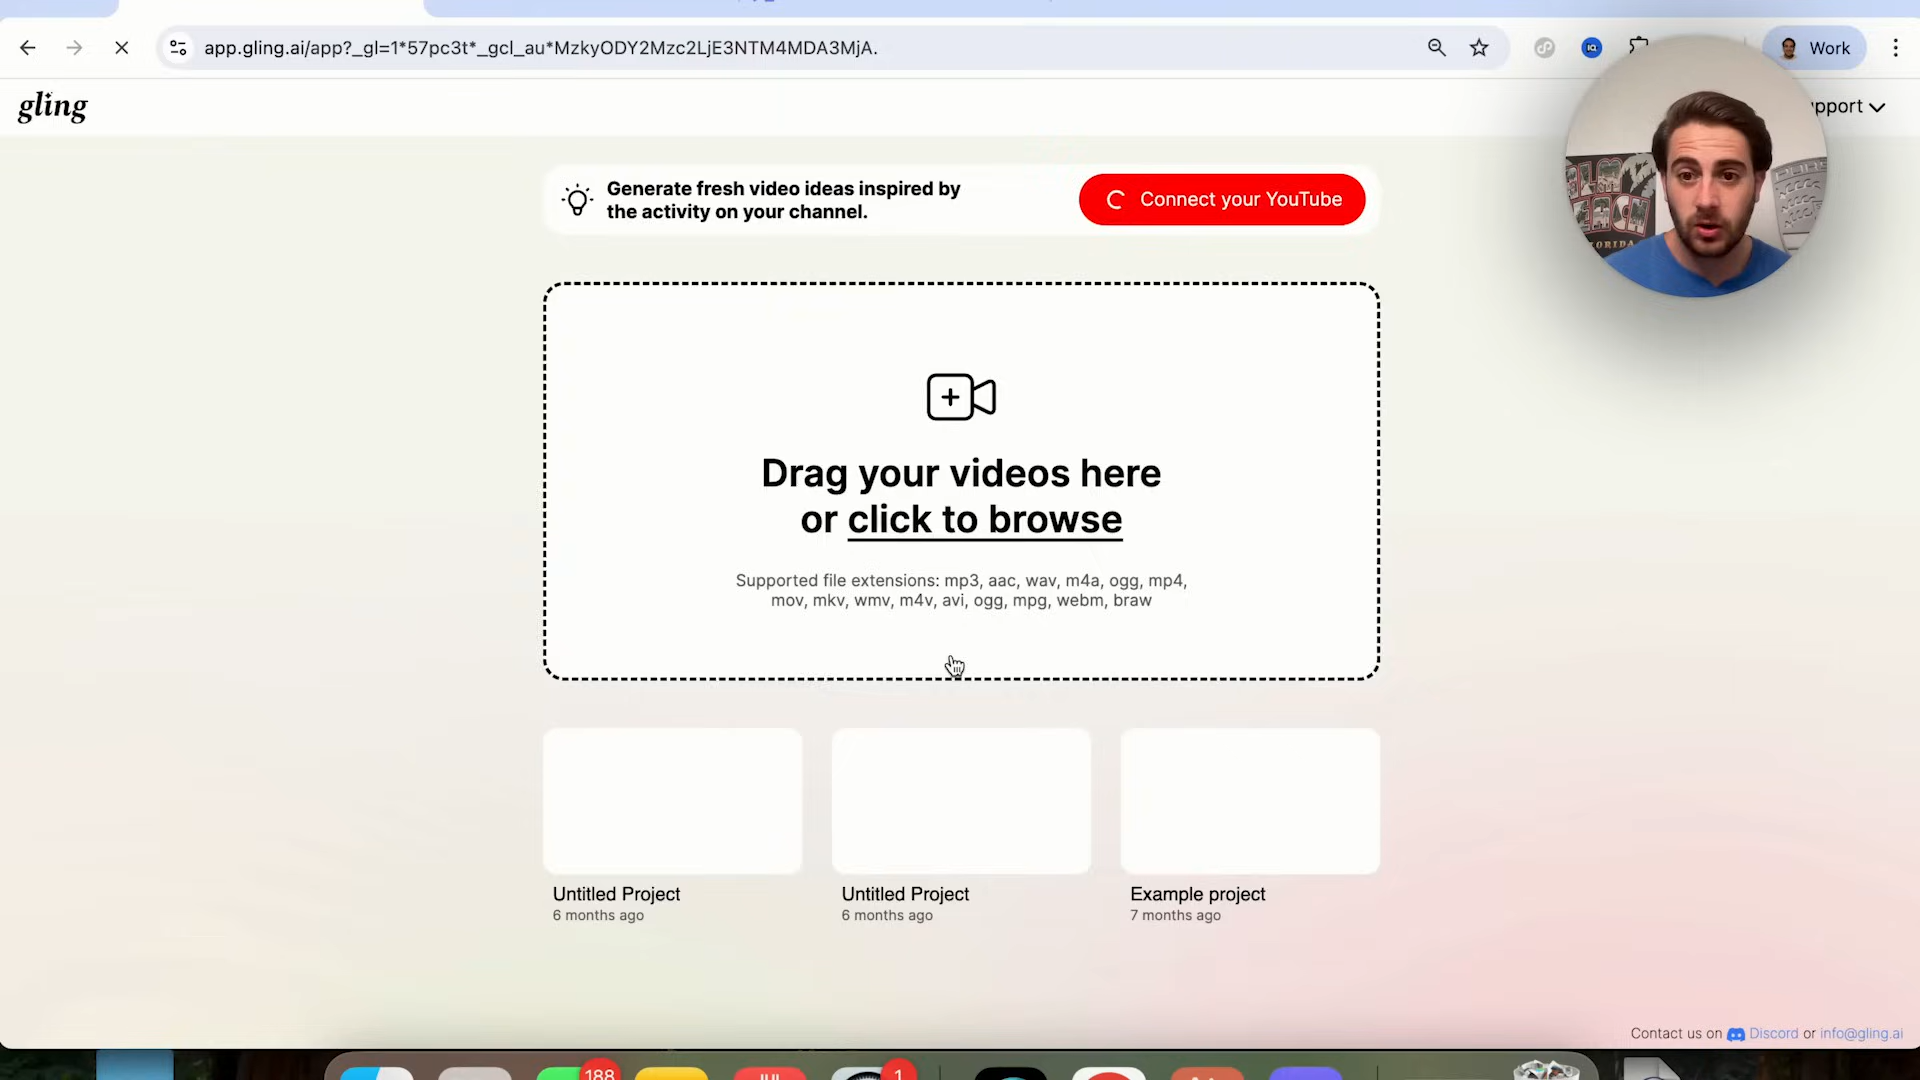 app.gling.ai/app?_gl=1*57pc3t*_gcl_au*MzkyODY2Mzc2LjE3NTM4MDA3MjA.
Work
gling
pport
Generate fresh video ideas inspired by
the activity on your channel.
Connect your YouTube
Drag your videos here
or click to browse
Supported file extensions: mp3, aac, wav, m4a, ogg, mp4,
mov, mkv, wmv, m4v, avi, ogg, mpg, webm, braw
Untitled Project
6 months ago
Untitled Project
6 months ago
Example project
7 months ago
Contact us on Discord or info@gling.ai
188
1